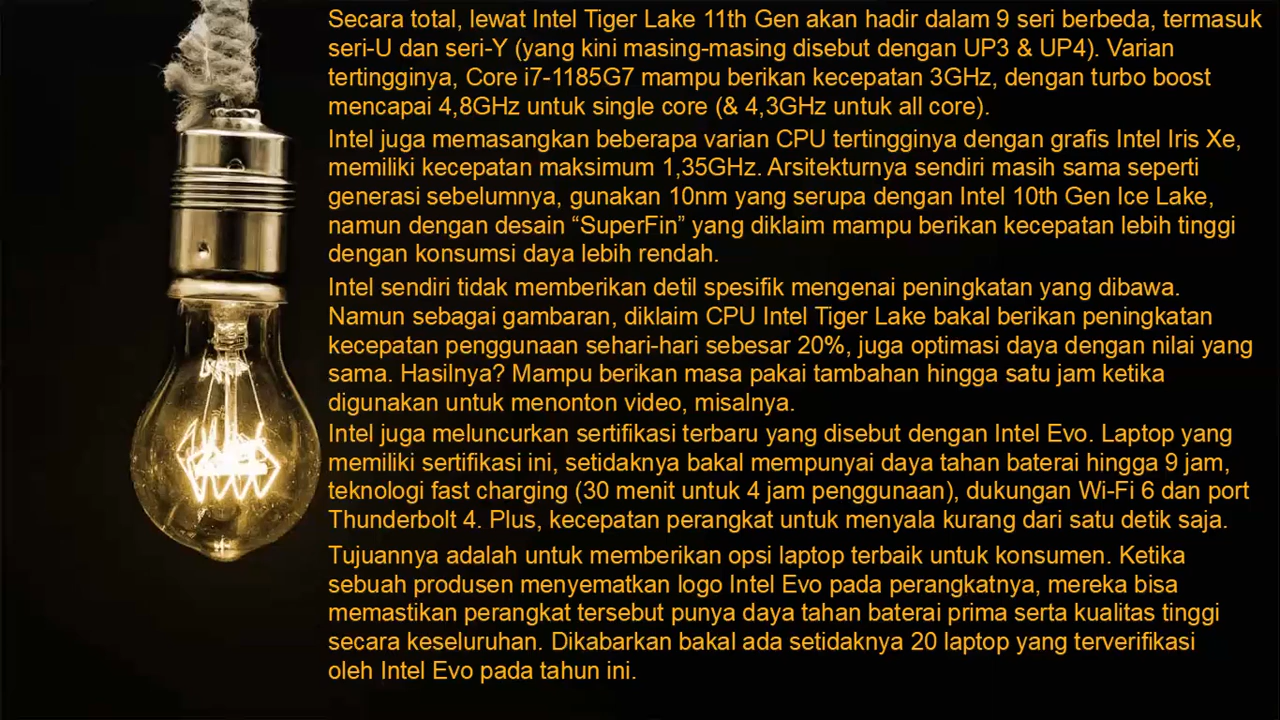 Secara total, lewat Intel Tiger Lake 11th Gen akan hadir dalam 9 seri berbeda, termasuk
seri-U dan seri-Y (yang kini masing-masing disebut dengan UP3 & UP4). Varian
tertingginya, Core i7-1185G7 mampu berikan kecepatan 3GHz, dengan turbo boost
mencapai 4,8GHz untuk single core (& 4,3GHz untuk all core).
Intel juga memasangkan beberapa varian CPU tertingginya dengan grafis Intel Iris Xe,
memiliki kecepatan maksimum 1,35GHz. Arsitekturnya sendiri masih sama seperti
generasi sebelumnya, gunakan 10nm yang serupa dengan Intel 10th Gen Ice Lake,
namun dengan desain “SuperFin” yang diklaim mampu berikan kecepatan lebih tinggi
dengan konsumsi daya lebih rendah.
Intel sendiri tidak memberikan detil spesifik mengenai peningkatan yang dibawa.
Namun sebagai gambaran, diklaim CPU Intel Tiger Lake bakal berikan peningkatan
kecepatan penggunaan sehari-hari sebesar 20%, juga optimasi daya dengan nilai yang
sama. Hasilnya? Mampu berikan masa pakai tambahan hingga satu jam ketika
digunakan untuk menonton video, misalnya.
Intel juga meluncurkan sertifikasi terbaru yang disebut dengan Intel Evo. Laptop yang
memiliki sertifikasi ini, setidaknya bakal mempunyai daya tahan baterai hingga 9 jam,
teknologi fast charging (30 menit untuk 4 jam penggunaan), dukungan Wi-Fi 6 dan port
Thunderbolt 4. Plus, kecepatan perangkat untuk menyala kurang dari satu detik saja.
Tujuannya adalah untuk memberikan opsi laptop terbaik untuk konsumen. Ketika
sebuah produsen menyematkan logo Intel Evo pada perangkatnya, mereka bisa
memastikan perangkat tersebut punya daya tahan baterai prima serta kualitas tinggi
secara keseluruhan. Dikabarkan bakal ada setidaknya 20 laptop yang terverifikasi
oleh Intel Evo pada tahun ini.